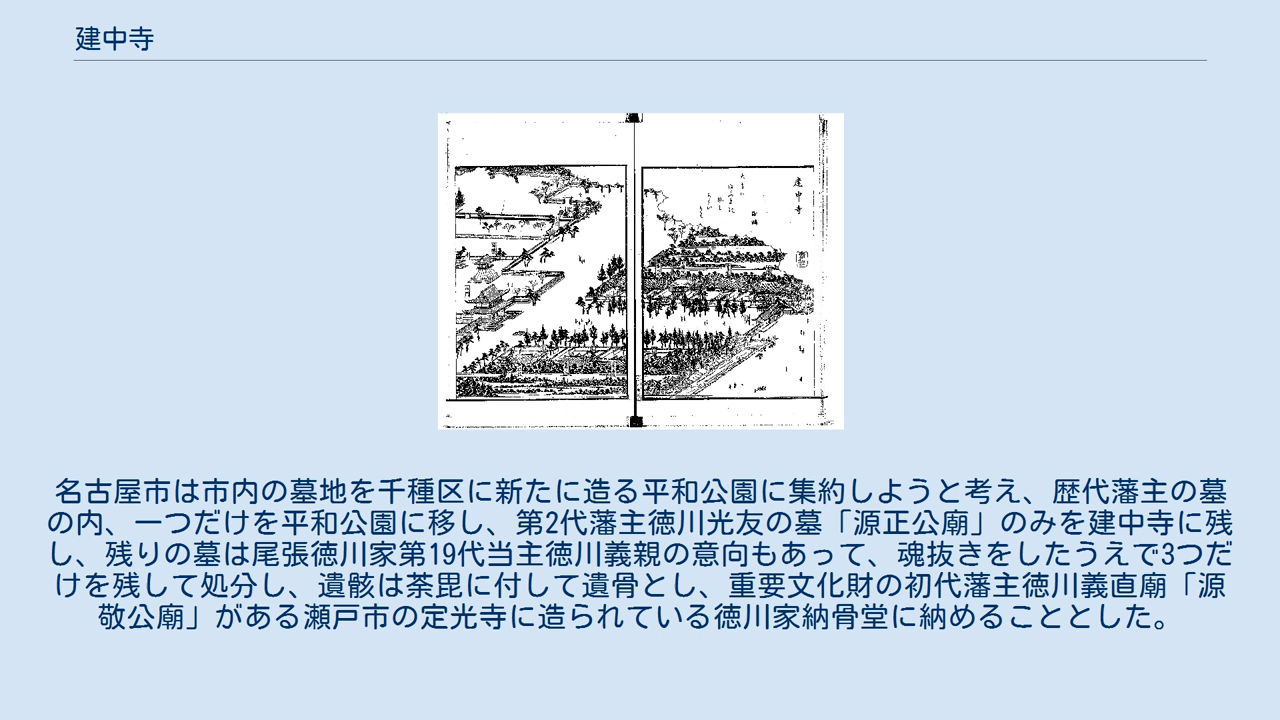 建中寺
建中寺
名古屋市は市内の墓地を千種区に新たに造る平和公園に集約しようと考え、歴代藩主の墓
の内、一つだけを平和公園に移し、第2代藩主徳川光友の墓「源正公廟」のみを建中寺に残
し、残りの墓は尾張徳川家第19代当主徳川義親の意向もあって、魂抜きをしたうえで3つだ
けを残して処分し、遺骸は荼毘に付して遺骨とし、重要文化財の初代藩主徳川義直廟「源
敬公廟」がある瀬戸市の定光寺に造られている徳川家納骨堂に納めることとした。